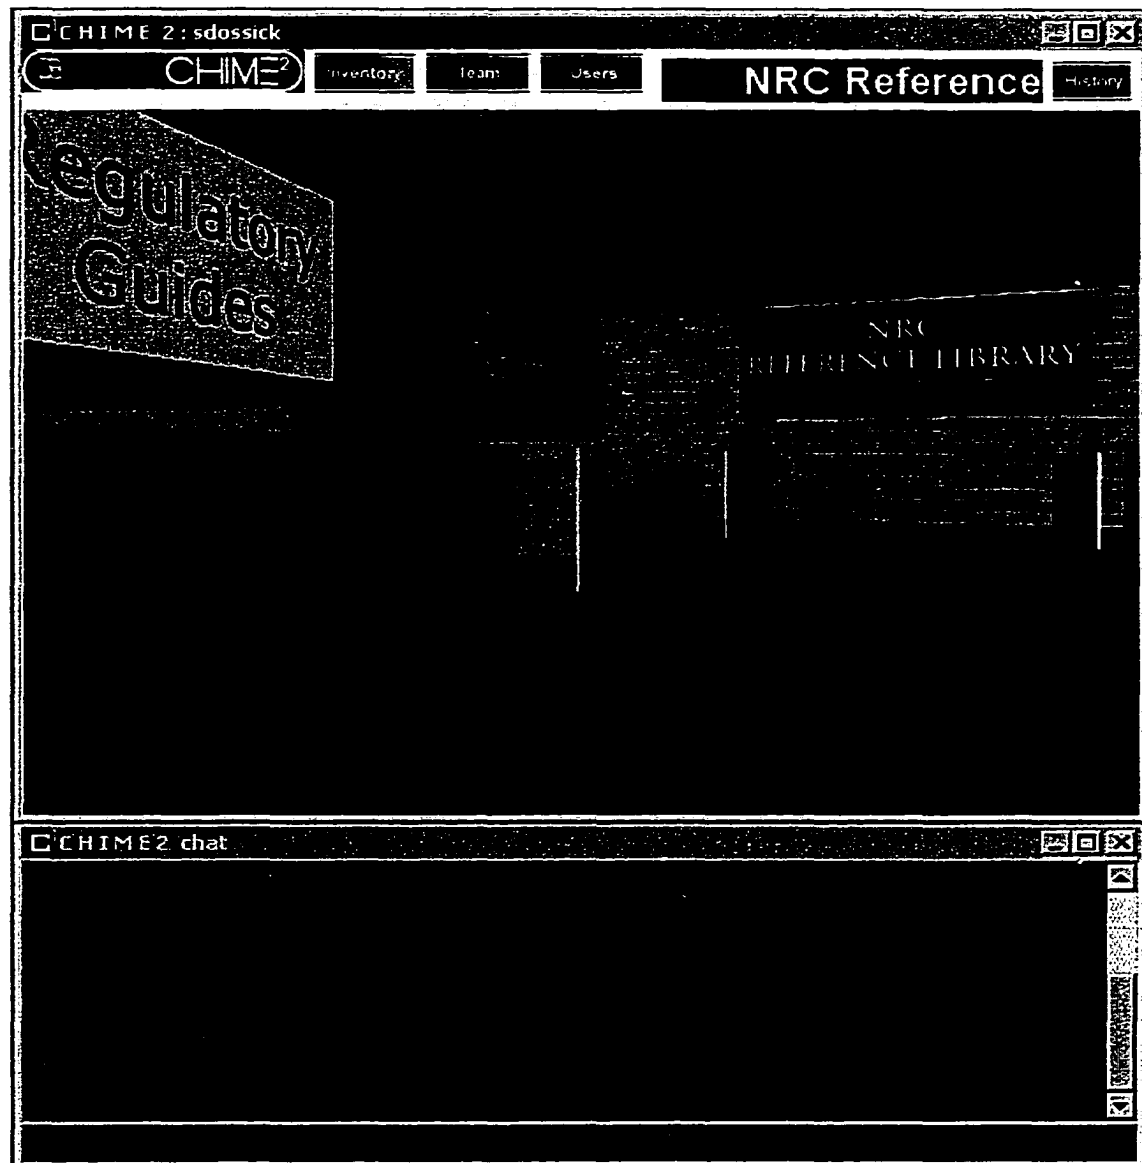 CHIME 2: sdossick
CHIME²
Inventory Team Users NRC Reference History
Regulatory
Guides
NRC
REFERENCE LIBRARY
CHIME2 chat